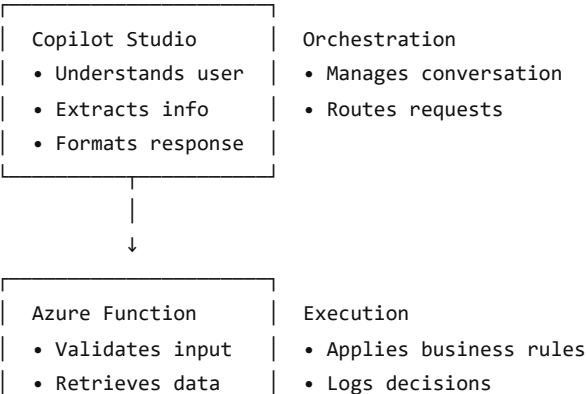 Copilot Studio Orchestration
• Understands user • Manages conversation
• Extracts info • Routes requests
• Formats response
↓
Azure Function Execution
• Validates input • Applies business rules
• Retrieves data • Logs decisions